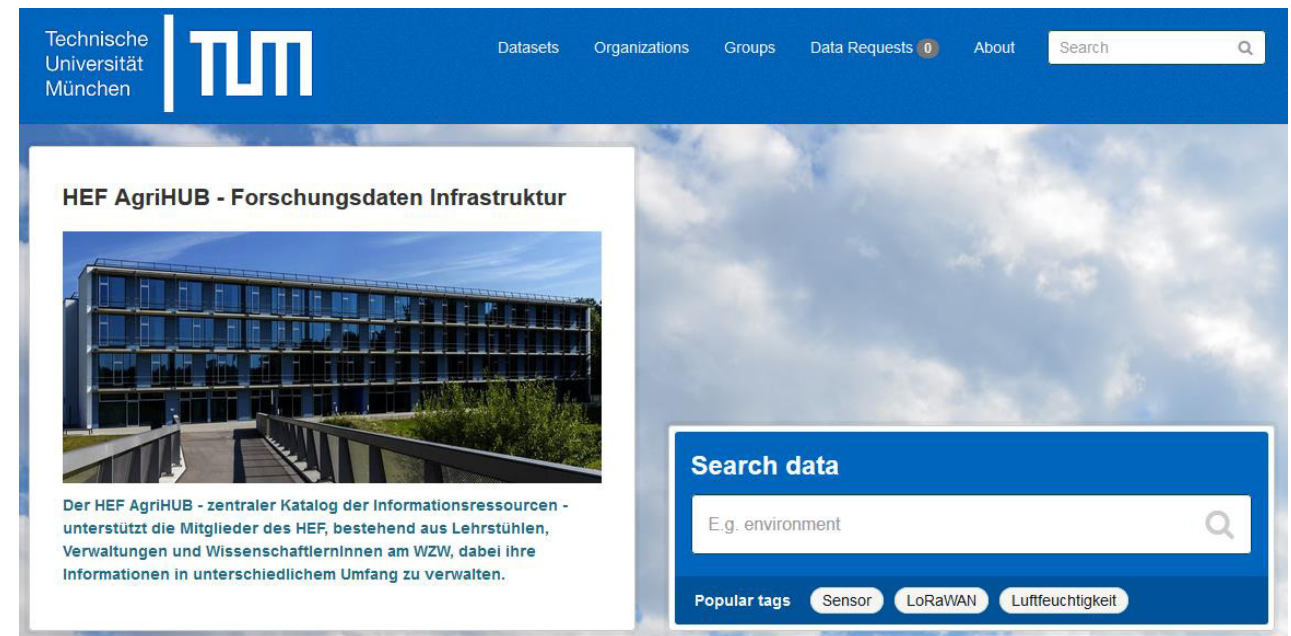 Technische
Universität
München
TUM
Datasets Organizations Groups Data Requests 0 About Search
HEF AgriHUB - Forschungsdaten Infrastruktur
Der HEF AgriHUB - zentraler Katalog der Informationsressourcen -
unterstützt die Mitglieder des HEF, bestehend aus Lehrstühlen,
Verwaltungen und WissenschaftlernInnen am WZW, dabei ihre
Informationen in unterschiedlichem Umfang zu verwalten.
Search data
E.g. environment
Popular tags Sensor LoRaWAN Luftfeuchtigkeit